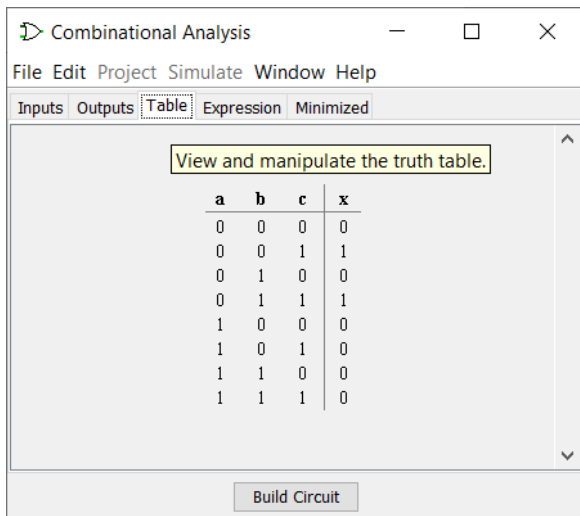 Combinational Analysis
File Edit Project Simulate Window Help
Inputs Outputs Table Expression Minimized
View and manipulate the truth table.
a b c x
0 0 0 0
0 0 1 1
0 1 0 0
0 1 1 1
1 0 0 0
1 0 1 0
1 1 0 0
1 1 1 0
Build Circuit